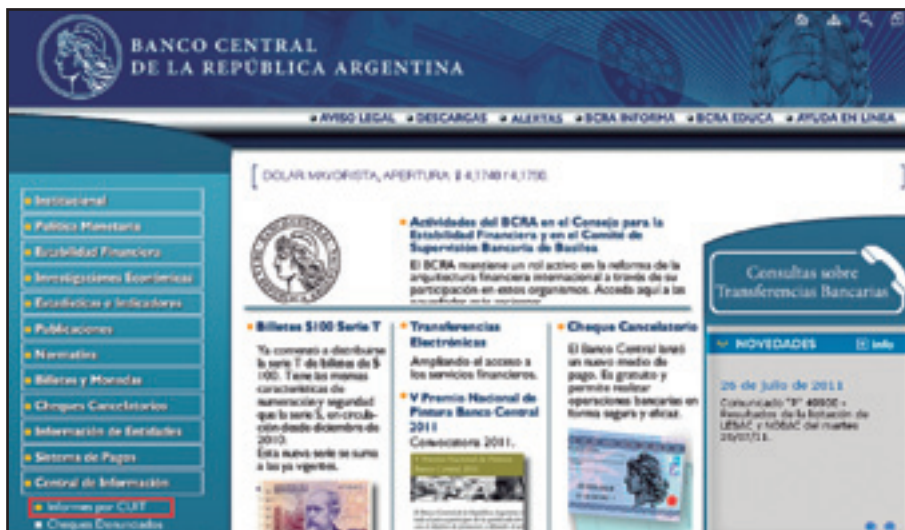 BANCO CENTRAL
DE LA REPÚBLICA ARGENTINA
AVISO LEGAL DESCARGAS ALERTAS BCRA INFORMA BCRA EDUCA AYUDA EN LINEA
DOLAR MAYORISTA, APERTURA: $ 4,1740 / 4,1750.
Institucional
Política Monetaria
Estabilidad Financiera
Investigaciones Económicas
Estadísticas e Indicadores
Publicaciones
Normativa
Billetes y Monedas
Cheques Cancelatorios
Información de Entidades
Sistema de Pagos
Central de Información
Informes por CUIT
Cheques Denunciados
Actividades del BCRA en el Consejo para la
Estabilidad Financiera y en el Comité de
Supervisión Bancaria de Basilea
El BCRA mantiene un rol activo en la reforma de la
arquitectura financiera internacional a través de su
participación en estos organismos. Acceda aquí a las
Billetes $100 Serie T
Ya comenzó a distribuirse
la serie T de billetes de $
100. Tiene las mismas
características de
numeración y seguridad
que la serie S, en circula-
ción desde diciembre de
2010.
Esta nueva serie se suma
a las ya vigentes.
Transferencias
Electrónicas
Ampliando el acceso a
los servicios financieros.
V Premio Nacional de
Pintura Banco Central
2011
Convocatoria 2011.
Cheque Cancelatorio
El Banco Central lanzó
un nuevo medio de
pago. Es gratuito y
permite realizar
operaciones bancarias en
forma segura y eficaz.
Consultas sobre
Transferencias Bancarias
NOVEDADES info
26 de Julio de 2011
Comunicado "P" -
Resultados de la licitación de
LEBAC y NOBAC del martes